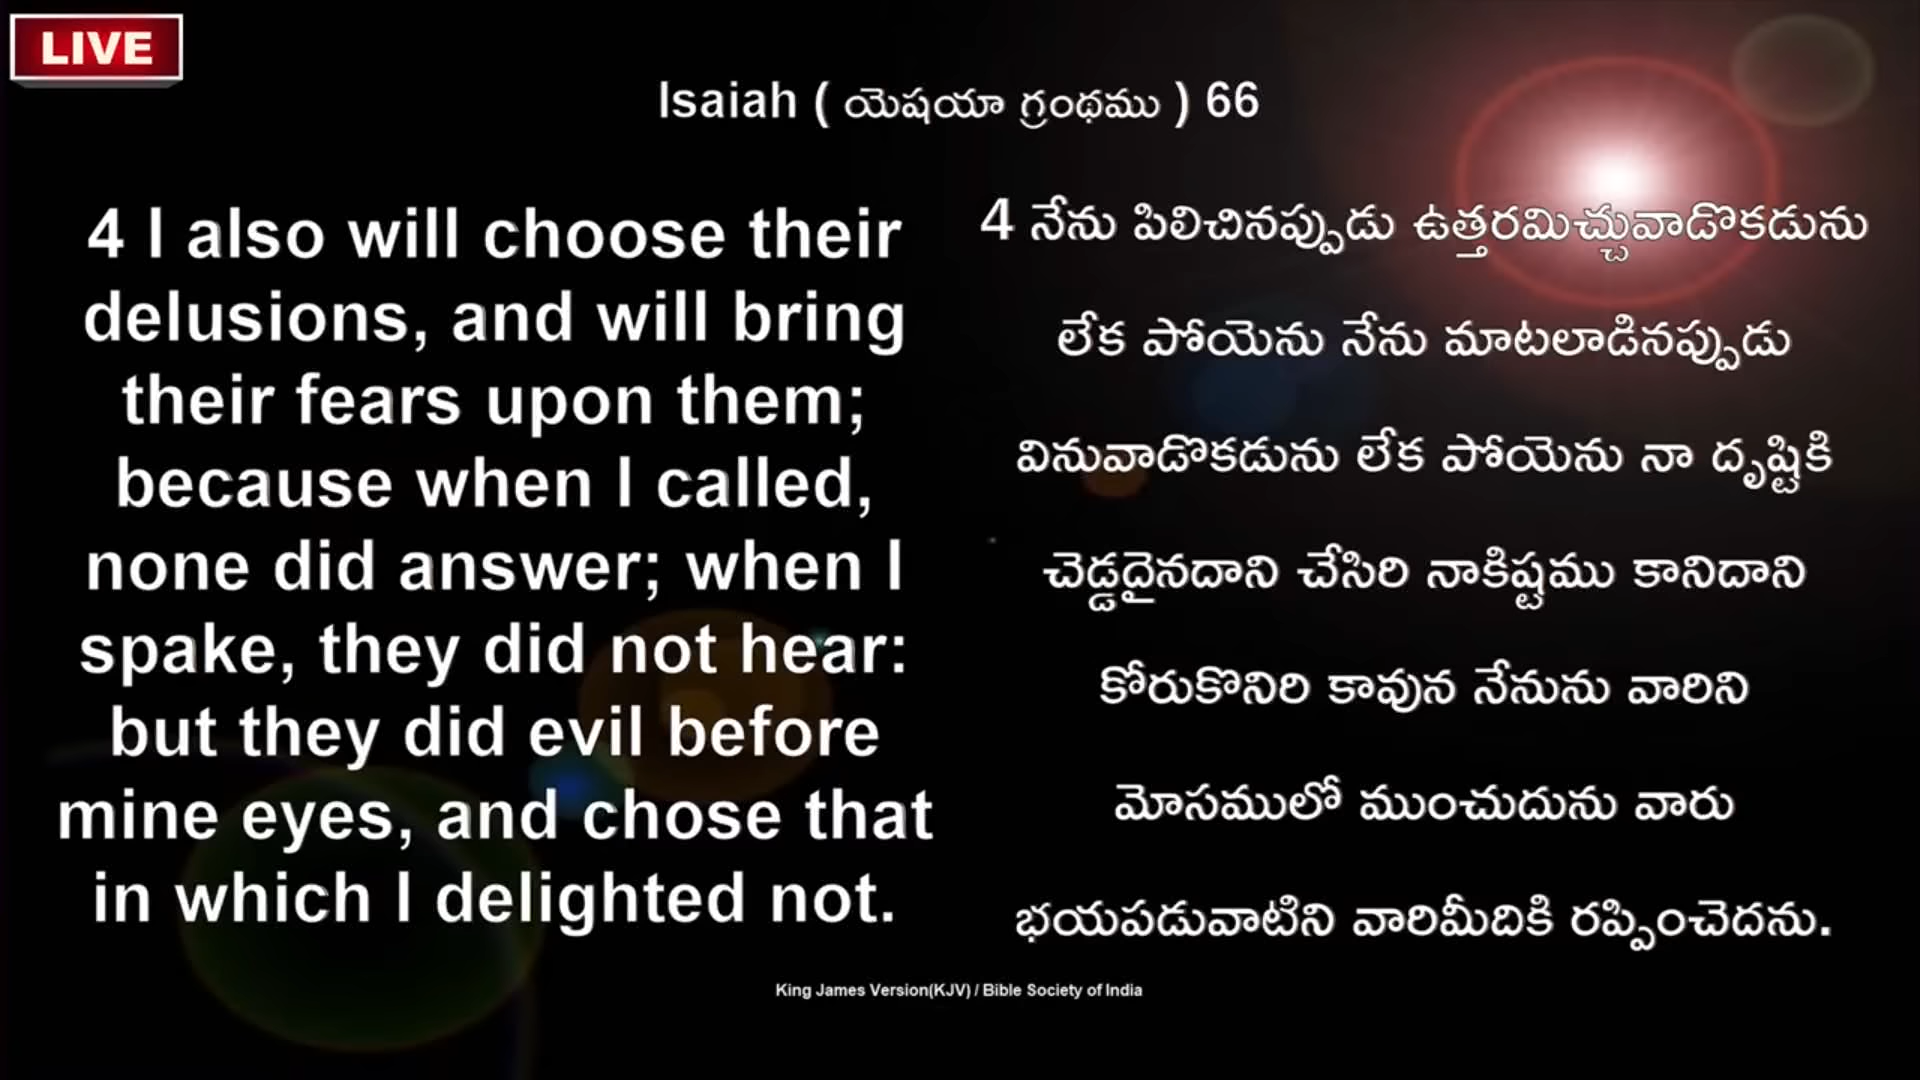 LIVE
Isaiah ( యెషయా గ్రంథము ) 66
4 I also will choose their
delusions, and will bring
their fears upon them;
because when I called,
none did answer; when I
spake, they did not hear:
but they did evil before
mine eyes, and chose that
in which I delighted not.
4 నేను పిలిచినప్పుడు ఉత్తరమిచ్చువాడొకడును
లేక పోయెను నేను మాటలాడినప్పుడు
వినువాడొకడును లేక పోయెను నా దృష్టికి
చెడ్డదైనదాని చేసిరి నాకిష్టము కానిదాని
కోరుకొనిరి కావున నేనును వారిని
మోసములో ముంచుదును వారు
భయపడువాటిని వారిమీదికి రప్పించెదను.
King James Version(KJV) / Bible Society of India